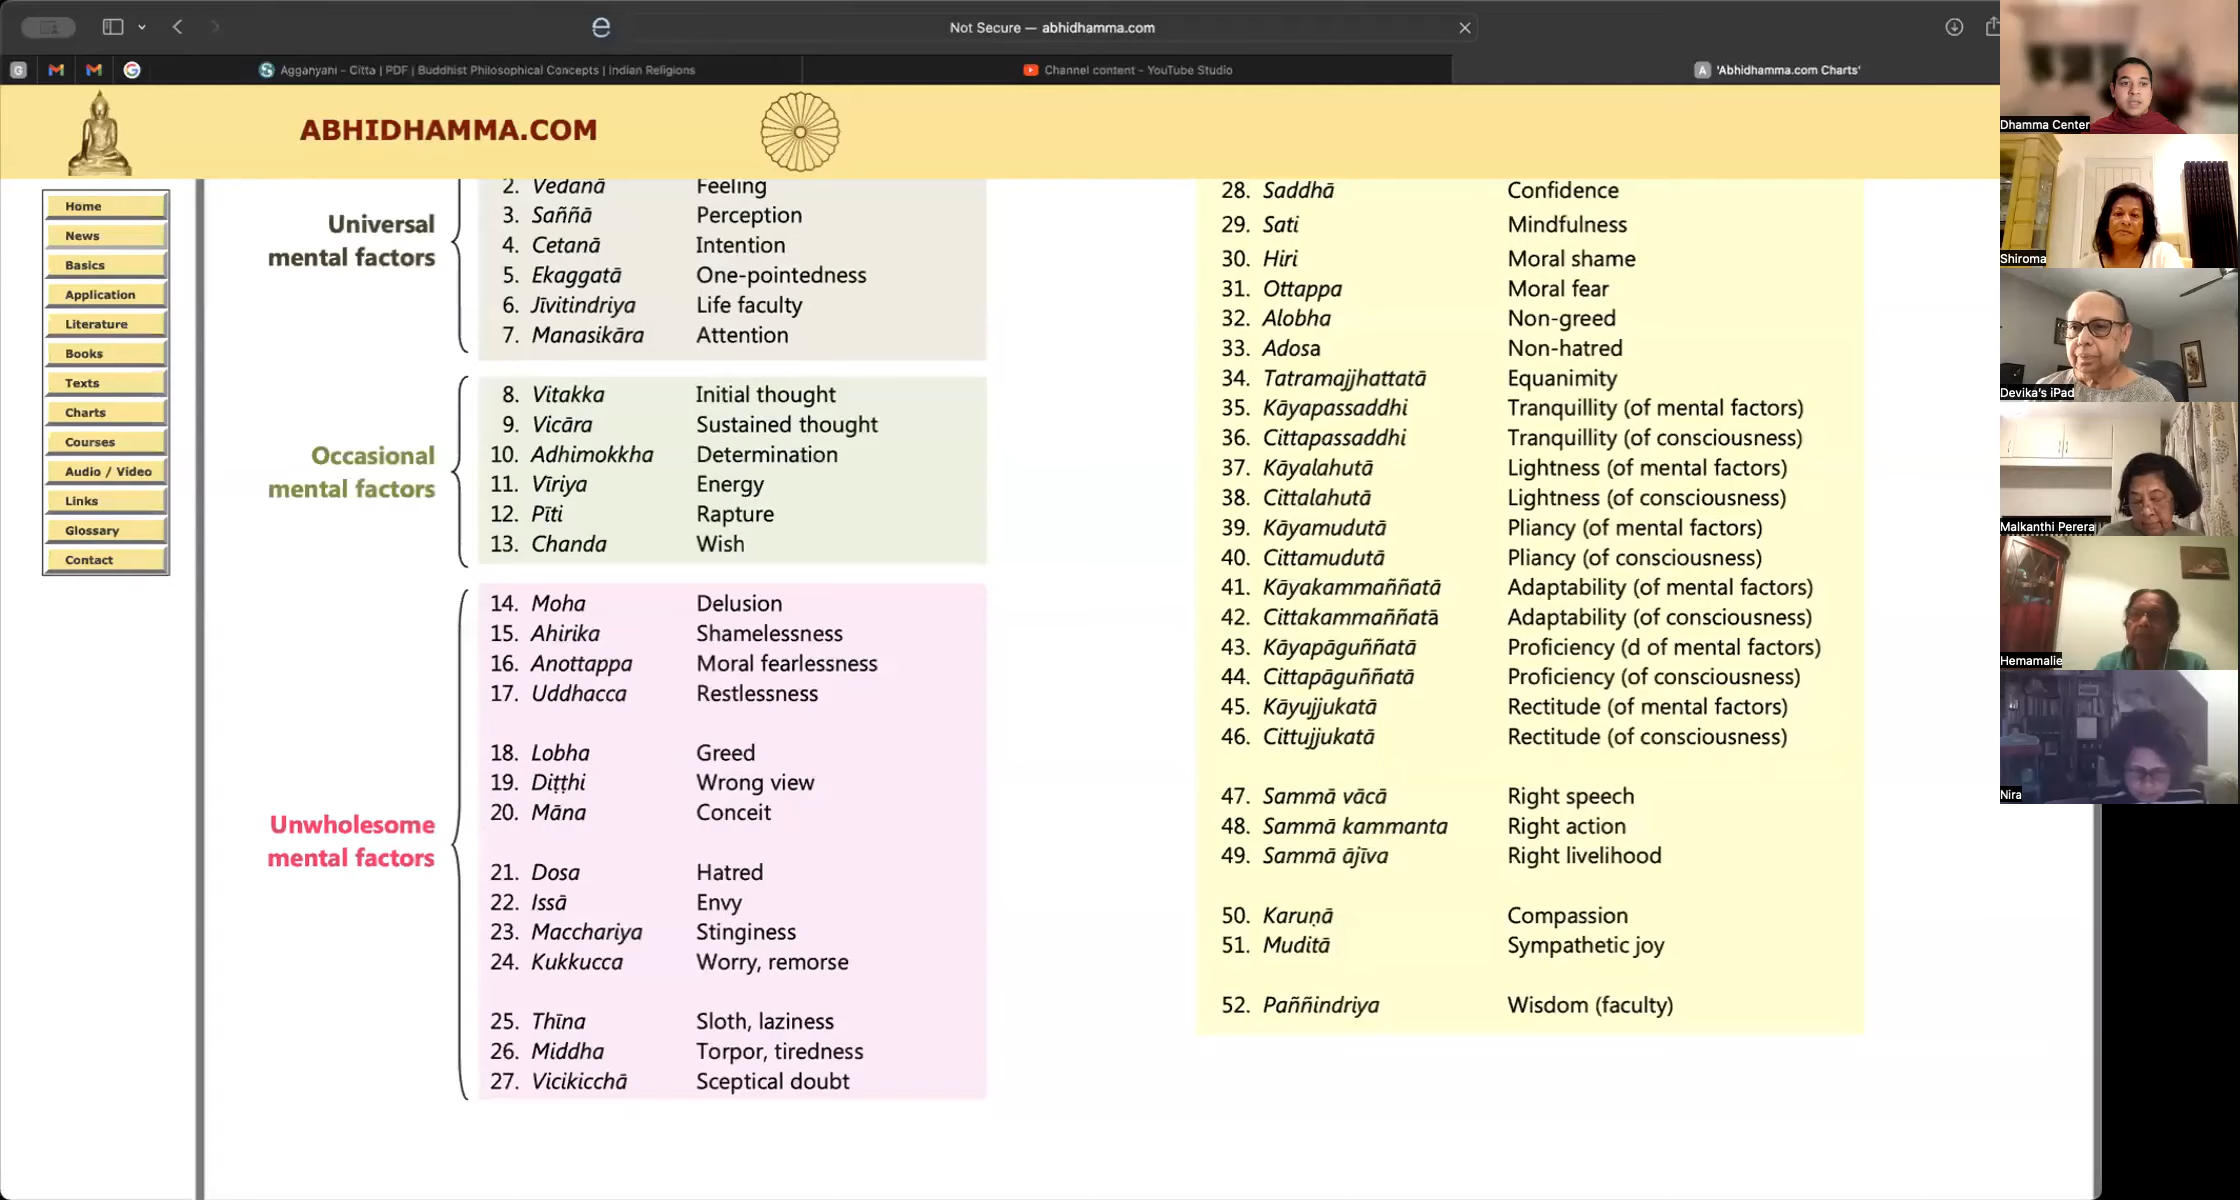 Not Secure — abhidhamma.com
Agganyani - Citta | PDF | Buddhist Philosophical Concepts | Indian Religions
Channel content - YouTube Studio
A 'Abhidhamma.com Charts'
ABHIDHAMMA.COM
Home
News
Basics
Application
Literature
Books
Texts
Charts
Courses
Audio / Video
Links
Glossary
Contact
Universal
mental factors
2. Vedanā Feeling
3. Saññā Perception
4. Cetanā Intention
5. Ekaggatā One-pointedness
6. Jīvitindriya Life faculty
7. Manasikāra Attention
Occasional
mental factors
8. Vitakka Initial thought
9. Vicāra Sustained thought
10. Adhimokkha Determination
11. Vīriya Energy
12. Pīti Rapture
13. Chanda Wish
Unwholesome
mental factors
14. Moha Delusion
15. Ahirika Shamelessness
16. Anottappa Moral fearlessness
17. Uddhacca Restlessness
18. Lobha Greed
19. Diṭṭhi Wrong view
20. Māna Conceit
21. Dosa Hatred
22. Issā Envy
23. Macchariya Stinginess
24. Kukkucca Worry, remorse
25. Thīna Sloth, laziness
26. Middha Torpor, tiredness
27. Vicikicchā Sceptical doubt
28. Saddhā Confidence
29. Sati Mindfulness
30. Hiri Moral shame
31. Ottappa Moral fear
32. Alobha Non-greed
33. Adosa Non-hatred
34. Tatramajjhattatā Equanimity
35. Kāyapassaddhi Tranquillity (of mental factors)
36. Cittapassaddhi Tranquillity (of consciousness)
37. Kāyalahutā Lightness (of mental factors)
38. Cittalahutā Lightness (of consciousness)
39. Kāyamudutā Pliancy (of mental factors)
40. Cittamudutā Pliancy (of consciousness)
41. Kāyakammaññatā Adaptability (of mental factors)
42. Cittakammaññatā Adaptability (of consciousness)
43. Kāyapāguññatā Proficiency (d of mental factors)
44. Cittapāguññatā Proficiency (of consciousness)
45. Kāyujjukatā Rectitude (of mental factors)
46. Cittujjukatā Rectitude (of consciousness)
47. Sammā vācā Right speech
48. Sammā kammanta Right action
49. Sammā ājīva Right livelihood
50. Karuṇā Compassion
51. Muditā Sympathetic joy
52. Paññindriya Wisdom (faculty)
Dhamma Center
Shiroma
Devika's iPad
Malkanthi Perera
Hemamalie
Nira